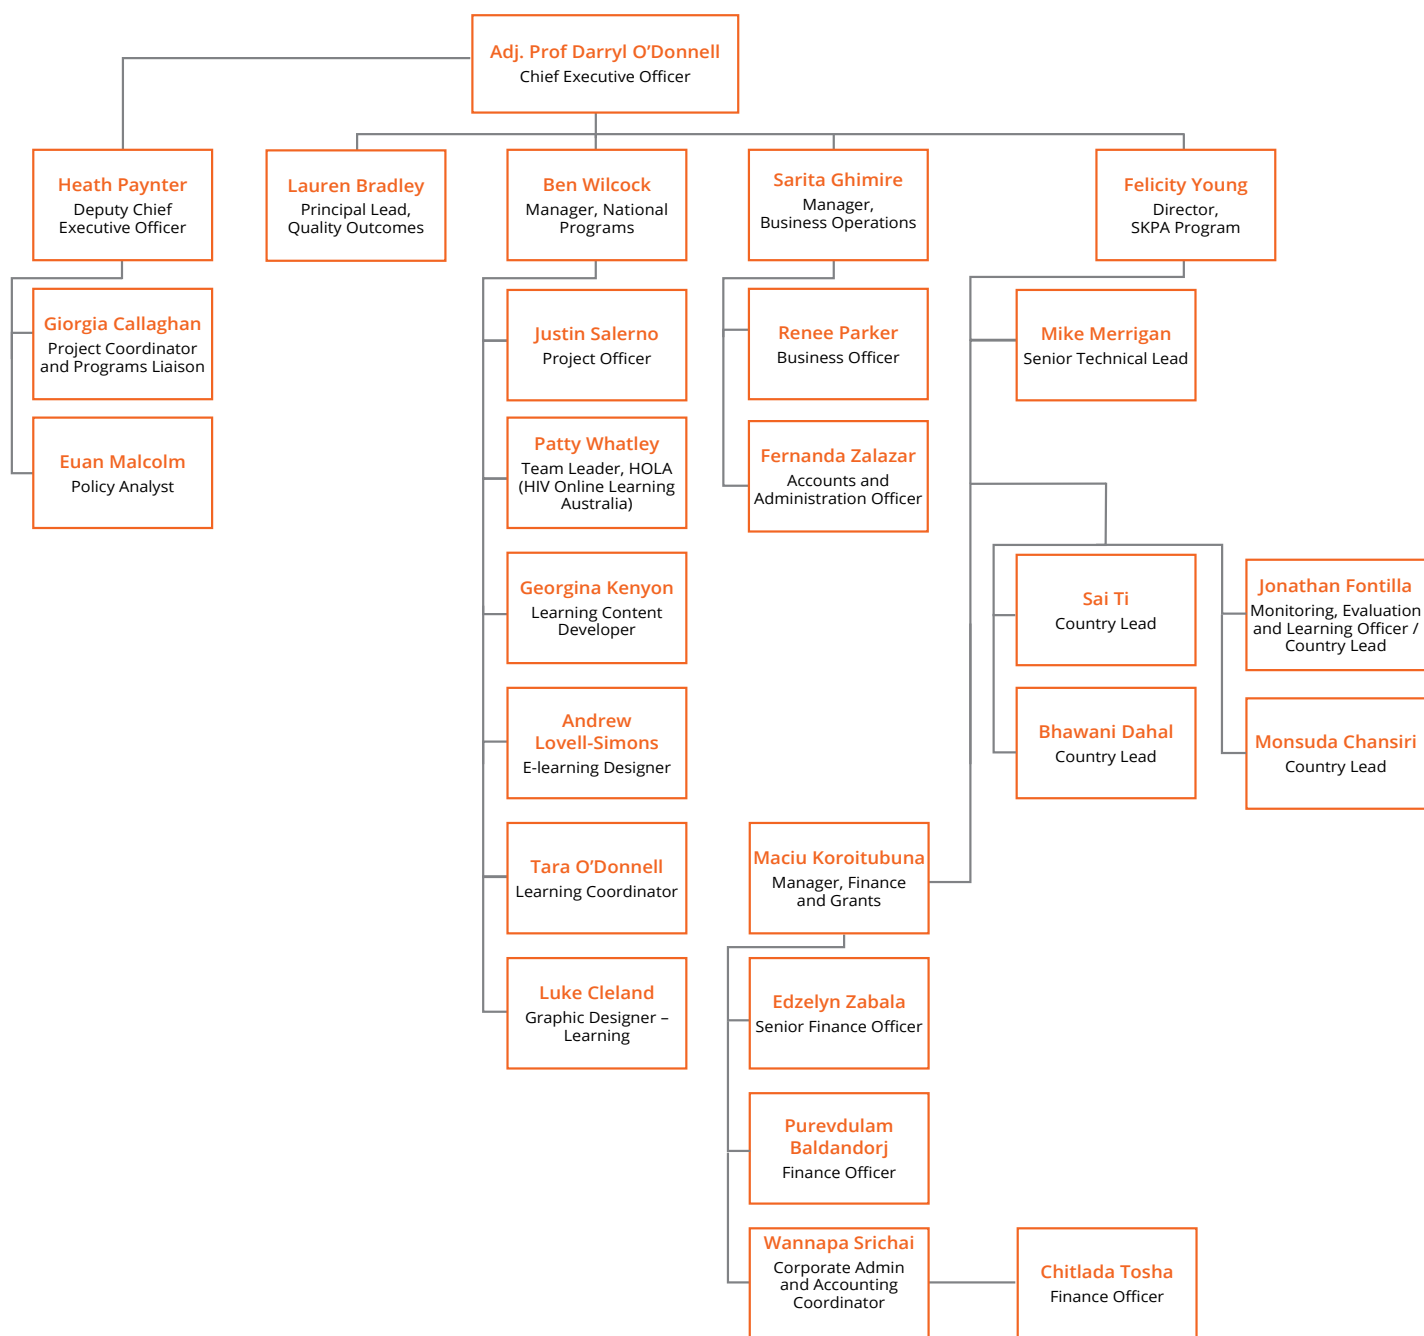 Adj. Prof Darryl O’Donnell
Chief Executive Officer
Heath Paynter
Deputy Chief
Executive Officer
Lauren Bradley
Principal Lead,
Quality Outcomes
Ben Wilcock
Manager, National
Programs
Sarita Ghimire
Manager,
Business Operations
Felicity Young
Director,
SKPA Program
Giorgia Callaghan
Project Coordinator
and Programs Liaison
Euan Malcolm
Policy Analyst
Justin Salerno
Project Officer
Patty Whatley
Team Leader, HOLA
(HIV Online Learning
Australia)
Georgina Kenyon
Learning Content
Developer
Andrew
Lovell-Simons
E-learning Designer
Tara O’Donnell
Learning Coordinator
Luke Cleland
Graphic Designer –
Learning
Renee Parker
Business Officer
Fernanda Zalazar
Accounts and
Administration Officer
Mike Merrigan
Senior Technical Lead
Sai Ti
Country Lead
Bhawani Dahal
Country Lead
Jonathan Fontilla
Monitoring, Evaluation
and Learning Officer /
Country Lead
Monsuda Chansiri
Country Lead
Maciu Koroitubuna
Manager, Finance
and Grants
Edzelyn Zabala
Senior Finance Officer
Purevdulam
Baldandorj
Finance Officer
Wannapa Srichai
Corporate Admin
and Accounting
Coordinator
Chitlada Tosha
Finance Officer